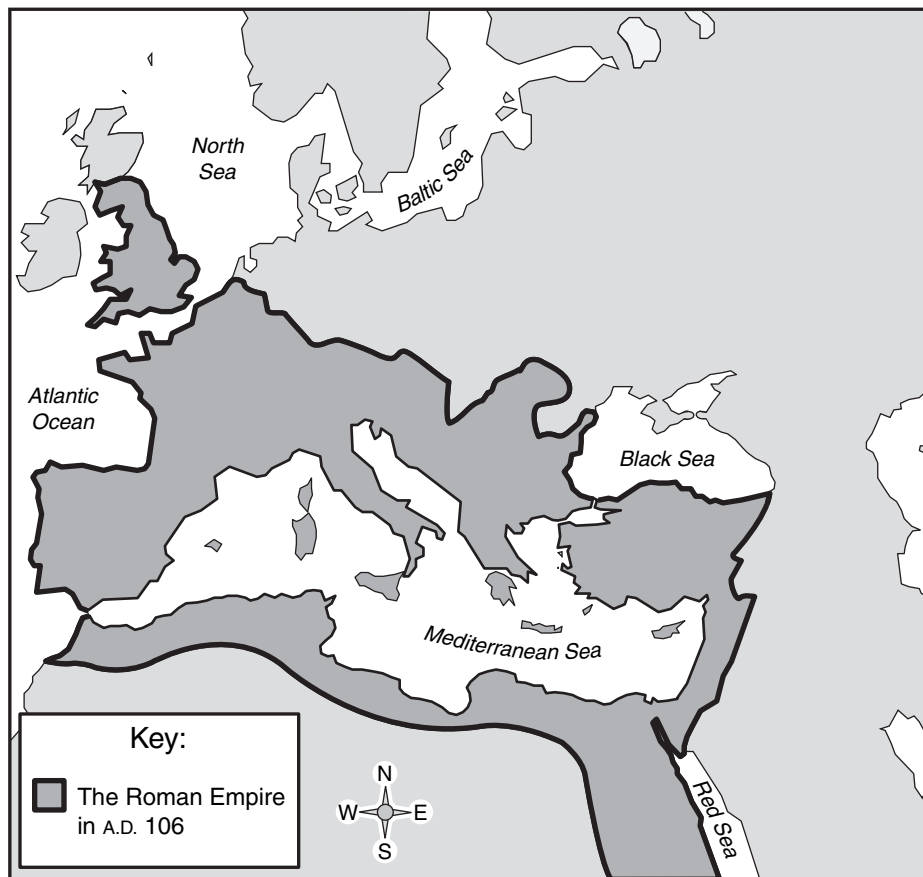 North
Sea
Baltic Sea
Atlantic
Ocean
Black Sea
Mediterranean Sea
Key:
The Roman Empire
in A.D. 106
N
W E
S
Red Sea